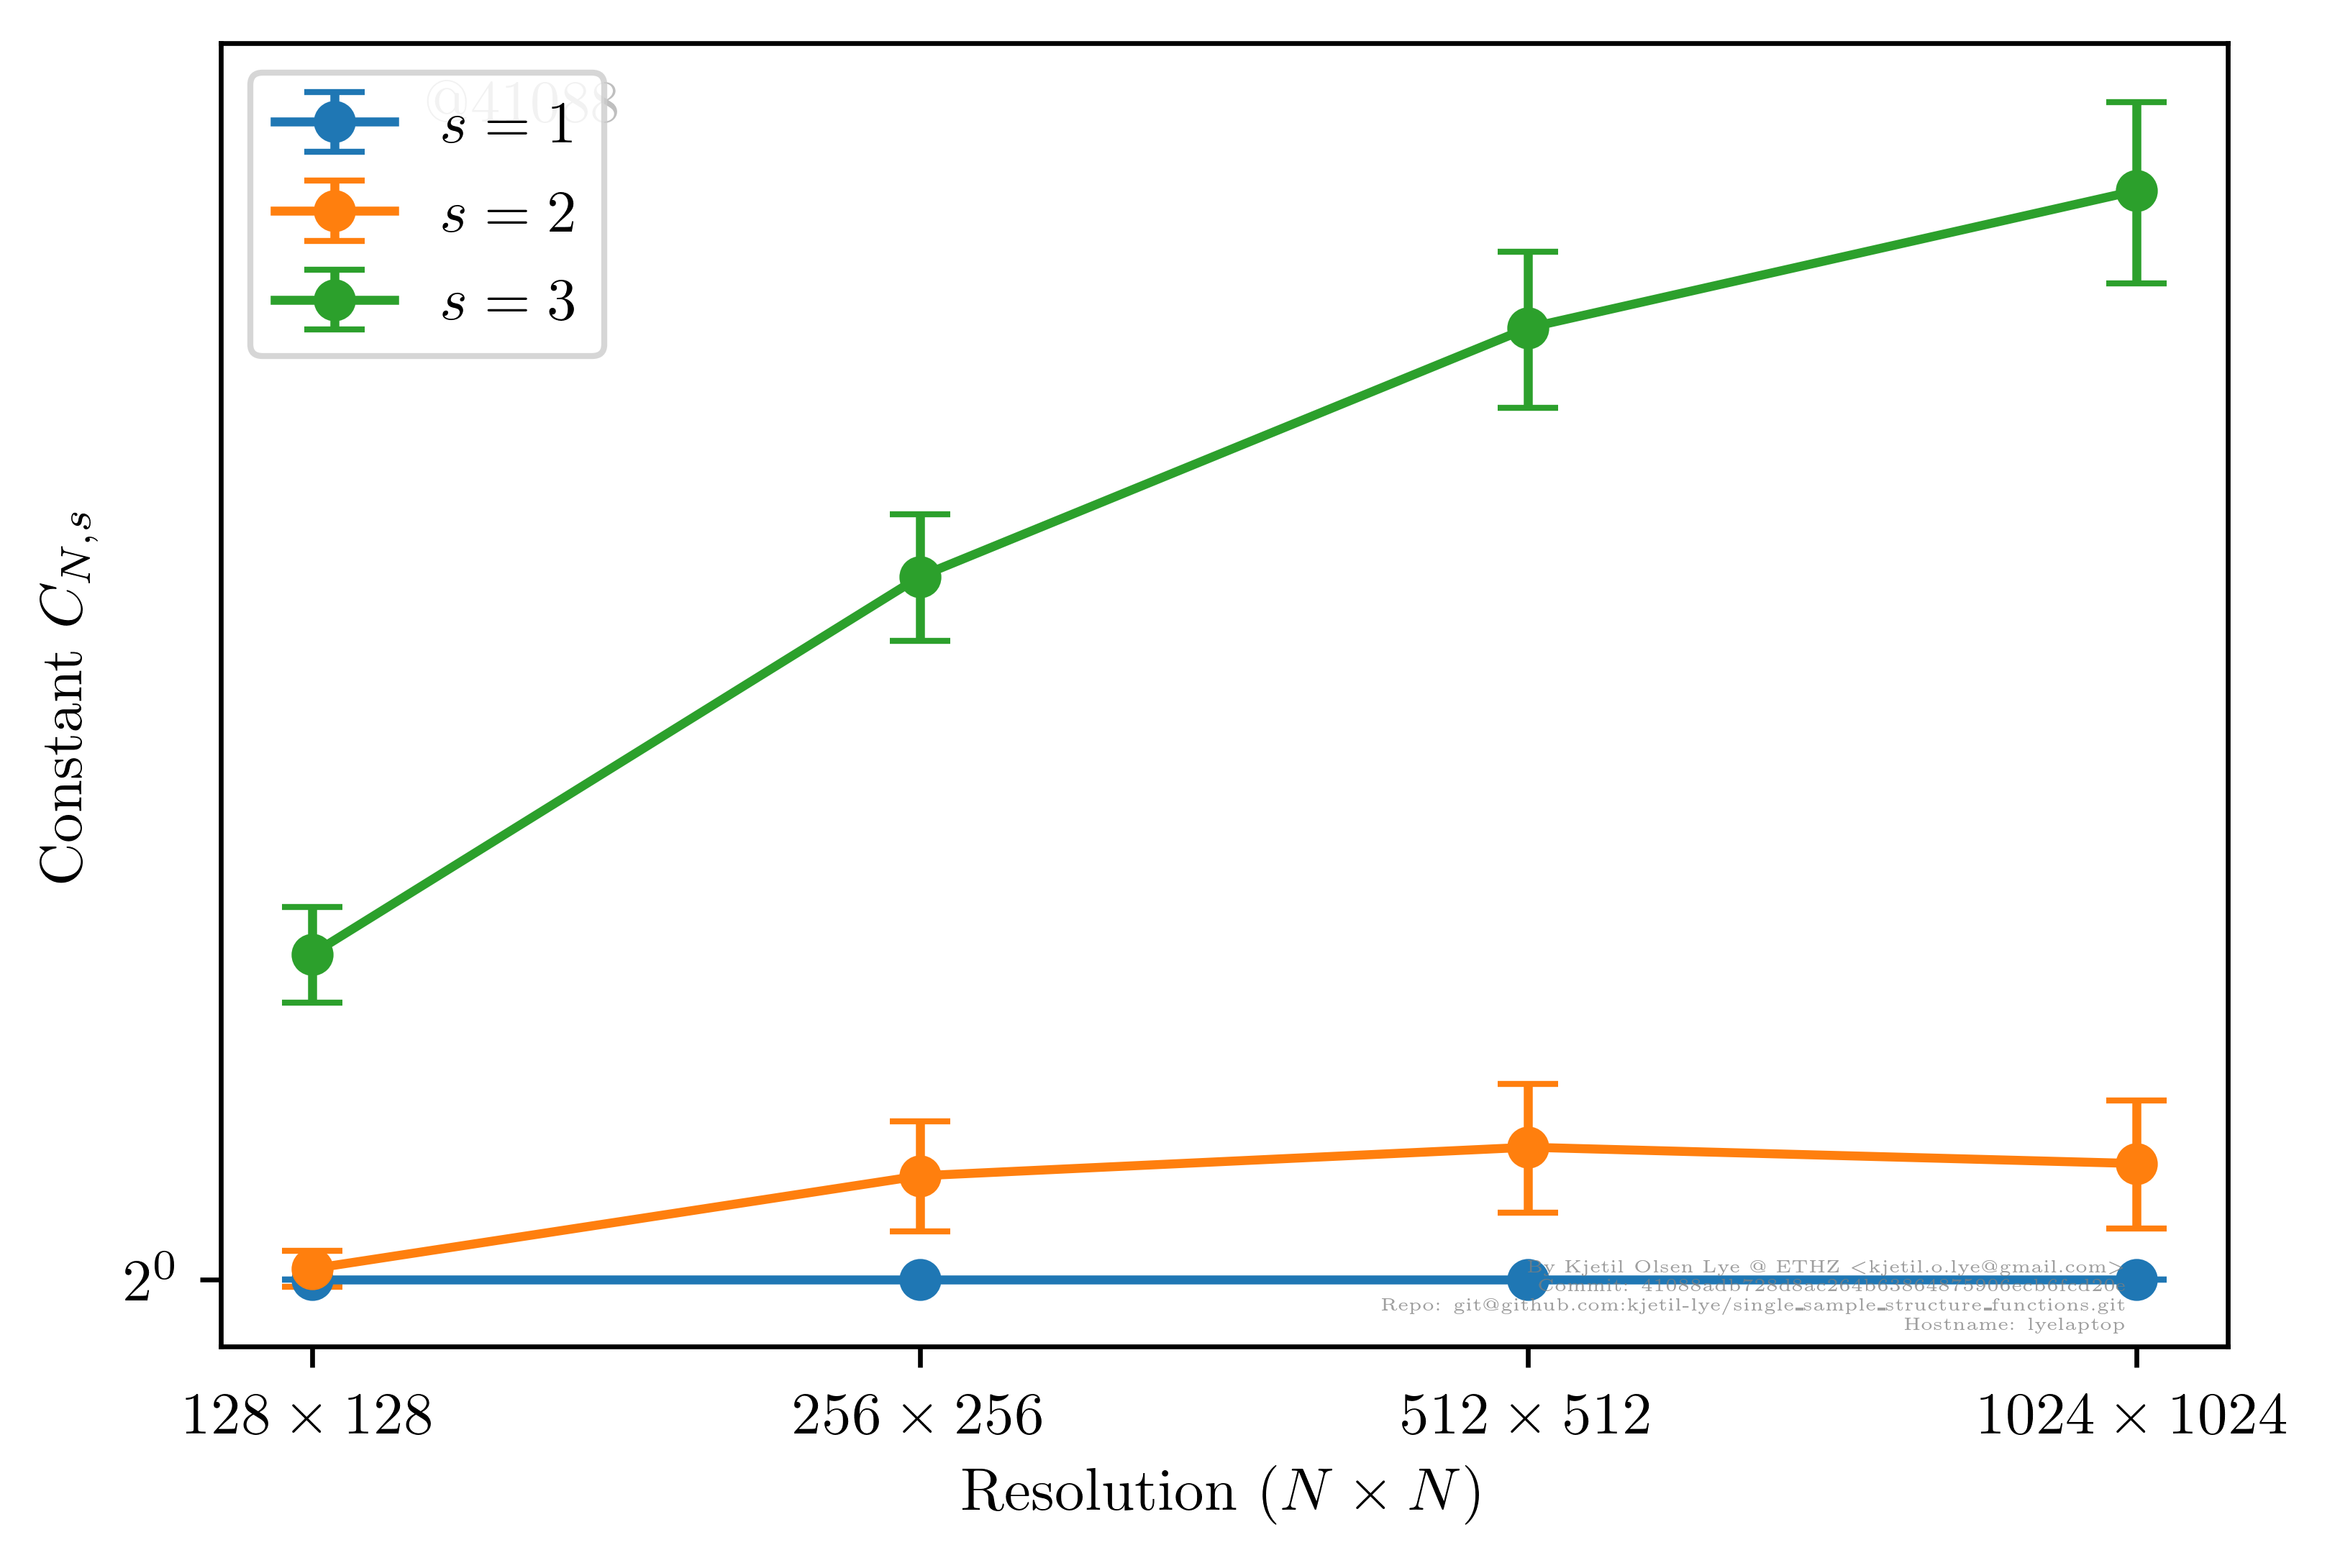 @41088
s = 1
s = 2
s = 3
Constant C_{N,s}
2^0
By Kjetil Olsen Lye @ ETHZ <kjetil.o.lye@gmail.com>
Repo: git@github.com:kjetil-lye/single_sample_structure_functions.git
Hostname: lyelaptop
128 × 128
256 × 256
512 × 512
1024 × 1024
Resolution (N × N)